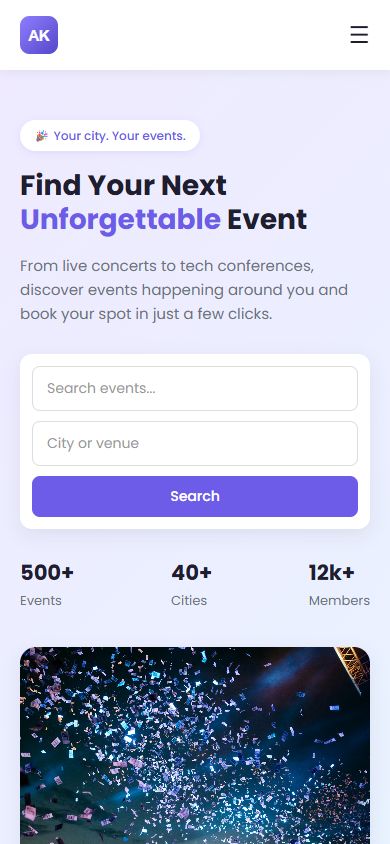 AK
🎉 Your city. Your events.
Find Your Next
Unforgettable Event
From live concerts to tech conferences,
discover events happening around you and
book your spot in just a few clicks.
Search events...
City or venue
Search
500+ 40+ 12k+
Events Cities Members